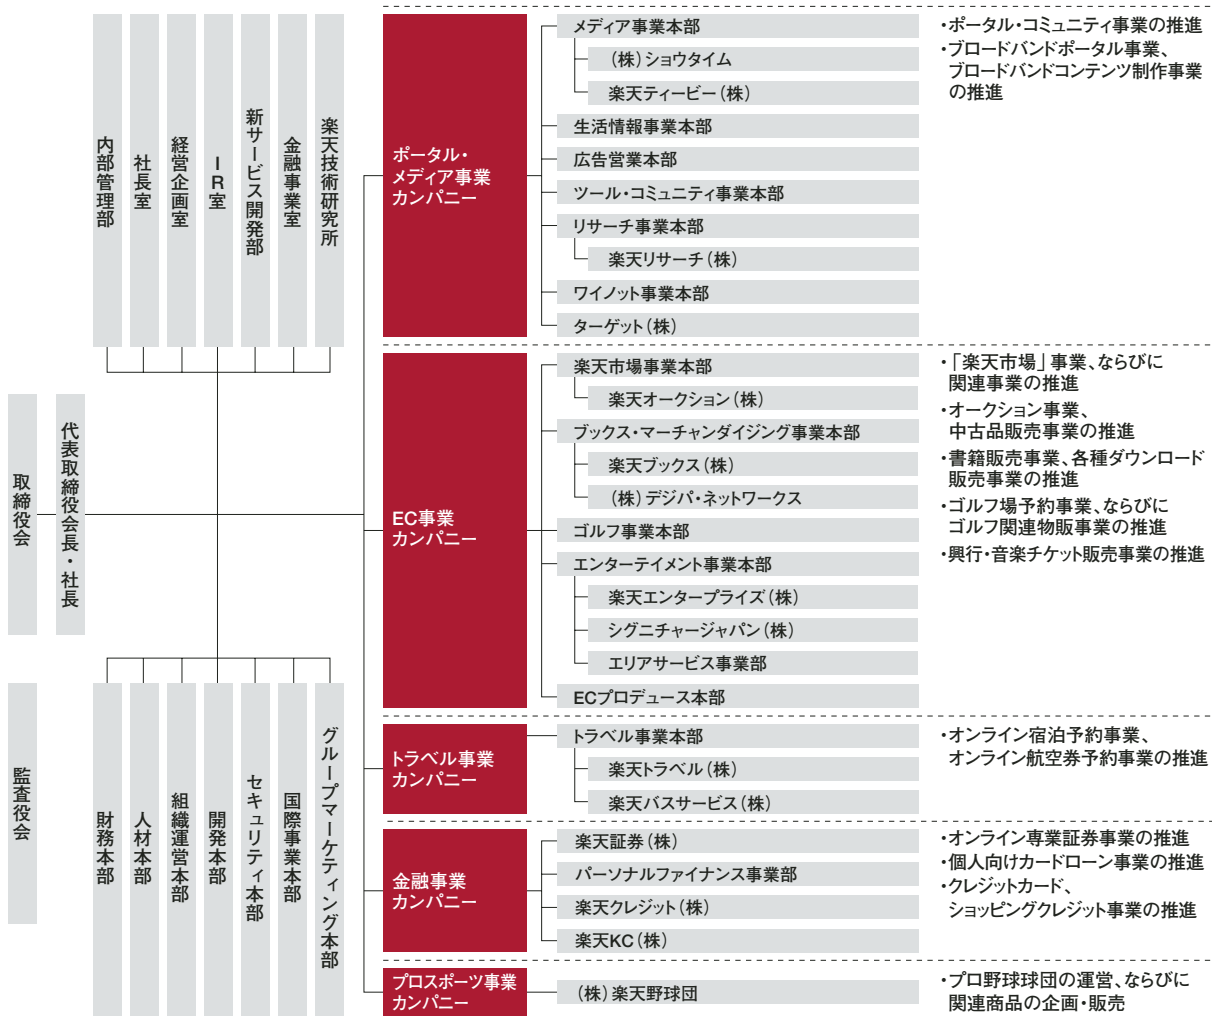 取締役会
代表取締役会長・社長
監査役会
内部管理部
社長室
経営企画室
IR室
新サービス開発部
金融事業室
楽天技術研究所
財務本部
人材本部
組織運営本部
開発本部
セキュリティ本部
国際事業本部
グループマーケティング本部
ポータル・
メディア事業
カンパニー
メディア事業本部
(株)ショウタイム
楽天ティービー(株)
生活情報事業本部
広告営業本部
ツール・コミュニティ事業本部
リサーチ事業本部
楽天リサーチ(株)
ワイノット事業本部
ターゲット(株)
・ポータル・コミュニティ事業の推進
・ブロードバンドポータル事業、
ブロードバンドコンテンツ制作事業
の推進
EC事業
カンパニー
楽天市場事業本部
楽天オークション(株)
ブックス・マーチャンダイジング事業本部
楽天ブックス(株)
(株)デジパ・ネットワークス
ゴルフ事業本部
エンターテイメント事業本部
楽天エンタープライズ(株)
シグニチャージャパン(株)
エリアサービス事業部
ECプロデュース本部
・「楽天市場」事業、ならびに
関連事業の推進
・オークション事業、
中古品販売事業の推進
・書籍販売事業、各種ダウンロード
販売事業の推進
・ゴルフ場予約事業、ならびに
ゴルフ関連物販事業の推進
・興行・音楽チケット販売事業の推進
トラベル事業
カンパニー
トラベル事業本部
楽天トラベル(株)
楽天バスサービス(株)
・オンライン宿泊予約事業、
オンライン航空券予約事業の推進
金融事業
カンパニー
楽天証券(株)
パーソナルファイナンス事業部
楽天クレジット(株)
楽天KC(株)
・オンライン専業証券事業の推進
・個人向けカードローン事業の推進
・クレジットカード、
ショッピングクレジット事業の推進
プロスポーツ事業
カンパニー
(株)楽天野球団
・プロ野球球団の運営、ならびに
関連商品の企画・販売